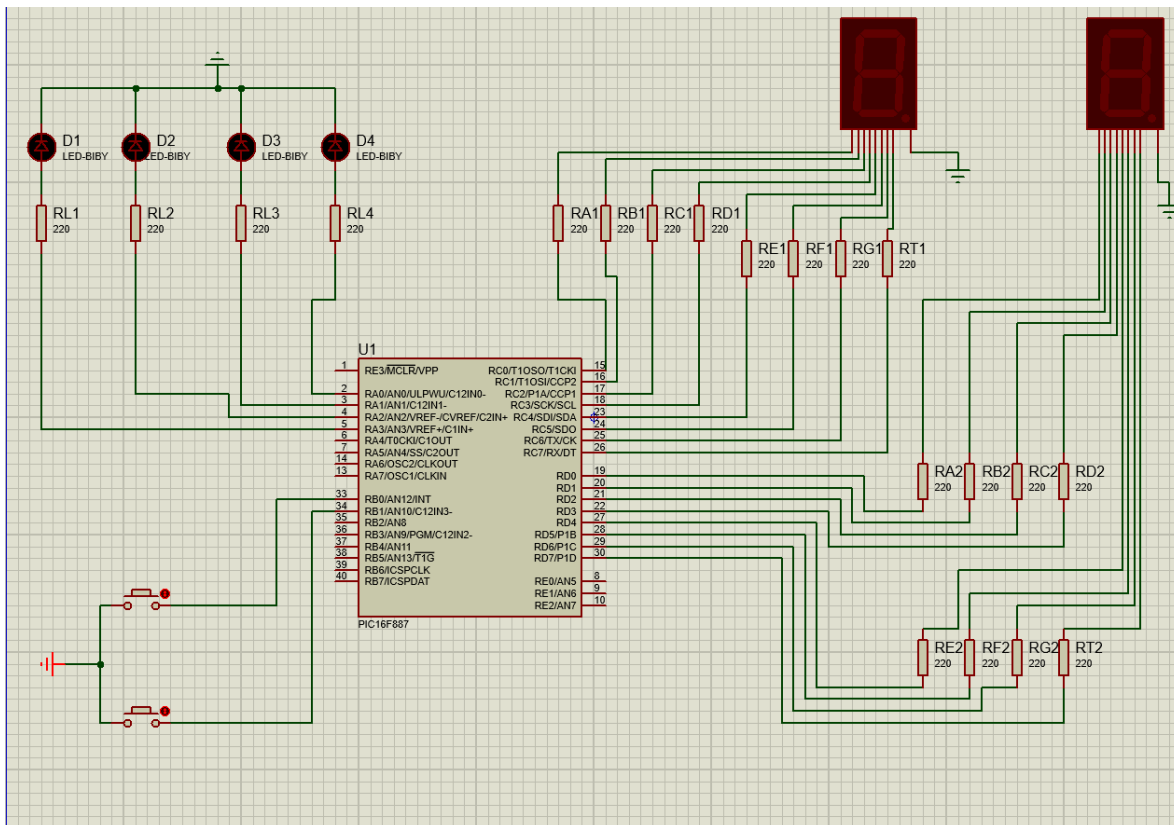 D1
LED-BIBY
D2
LED-BIBY
D3
LED-BIBY
D4
LED-BIBY
RL1
220
RL2
220
RL3
220
RL4
220
RA1
220
RB1
220
RC1
220
RD1
220
RE1
220
RF1
220
RG1
220
RT1
220
U1
1
RE3/MCLR/VPP
2
RA0/AN0/ULPWU/C12IN0-
3
RA1/AN1/C12IN1-
4
RA2/AN2/VREF-/CVREF/C2IN+
5
RA3/AN3/VREF+/C1IN+
6
RA4/T0CKI/C1OUT
7
RA5/AN4/SS/C2OUT
14
RA6/OSC2/CLKOUT
13
RA7/OSC1/CLKIN
33
RB0/AN12/INT
34
RB1/AN10/C12IN3-
35
RB2/AN8
36
RB3/AN9/PGM/C12IN2-
37
RB4/AN11
38
RB5/AN13/T1G
39
RB6/ICSPCLK
40
RB7/ICSPDAT
RC0/T1OSO/T1CKI
15
RC1/T1OSI/CCP2
16
RC2/P1A/CCP1
17
RC3/SCK/SCL
18
RC4/SDI/SDA
23
RC5/SDO
24
RC6/TX/CK
25
RC7/RX/DT
26
RD0
19
RD1
20
RD2
21
RD3
22
RD4
27
RD5/P1B
28
RD6/P1C
29
RD7/P1D
30
RE0/AN5
8
RE1/AN6
9
RE2/AN7
10
PIC16F887
RA2
220
RB2
220
RC2
220
RD2
220
RE2
220
RF2
220
RG2
220
RT2
220